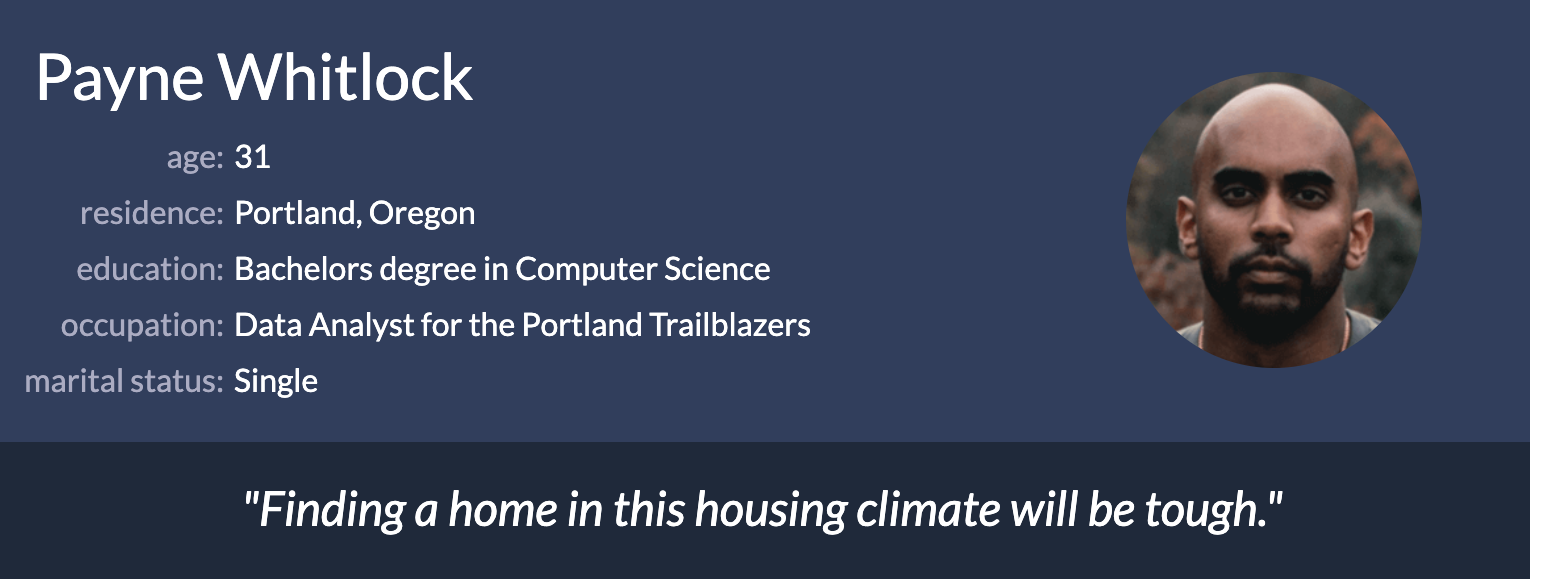 Payne Whitlock
age: 31
residence: Portland, Oregon
education: Bachelors degree in Computer Science
occupation: Data Analyst for the Portland Trailblazers
marital status: Single
"Finding a home in this housing climate will be tough."